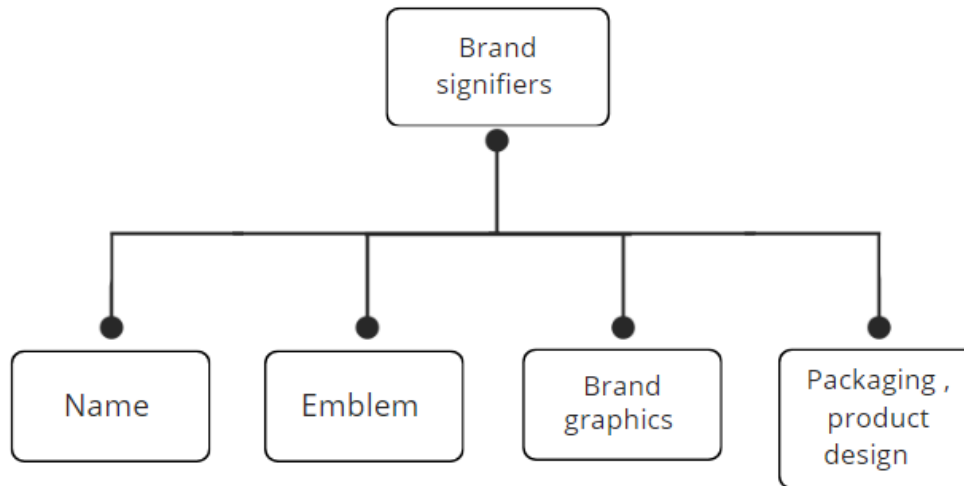 Brand
signifiers
Name
Emblem
Brand
graphics
Packaging ,
product
design